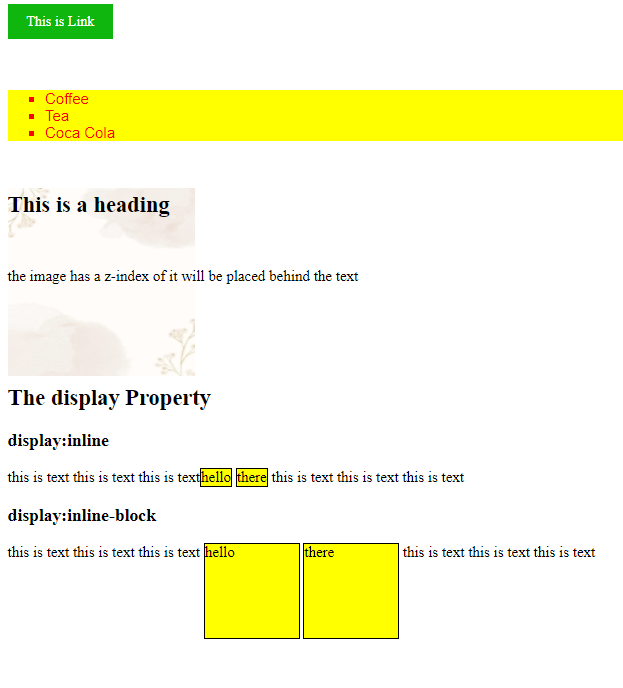 This is Link
Coffee
Tea
Coca Cola
This is a heading
the image has a z-index of it will be placed behind the text
The display Property
display:inline
this is text this is text this is texthello there this is text this is text this is text
display:inline-block
this is text this is text this is text hello there this is text this is text this is text